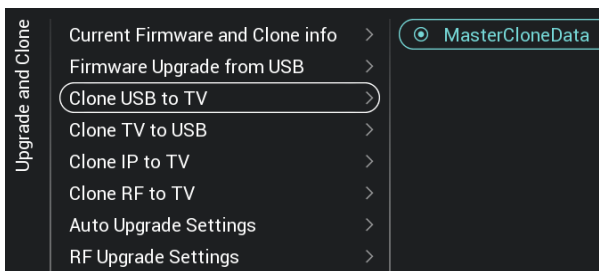 Upgrade and Clone
Current Firmware and Clone info
Firmware Upgrade from USB
Clone USB to TV
Clone TV to USB
Clone IP to TV
Clone RF to TV
Auto Upgrade Settings
RF Upgrade Settings
MasterCloneData